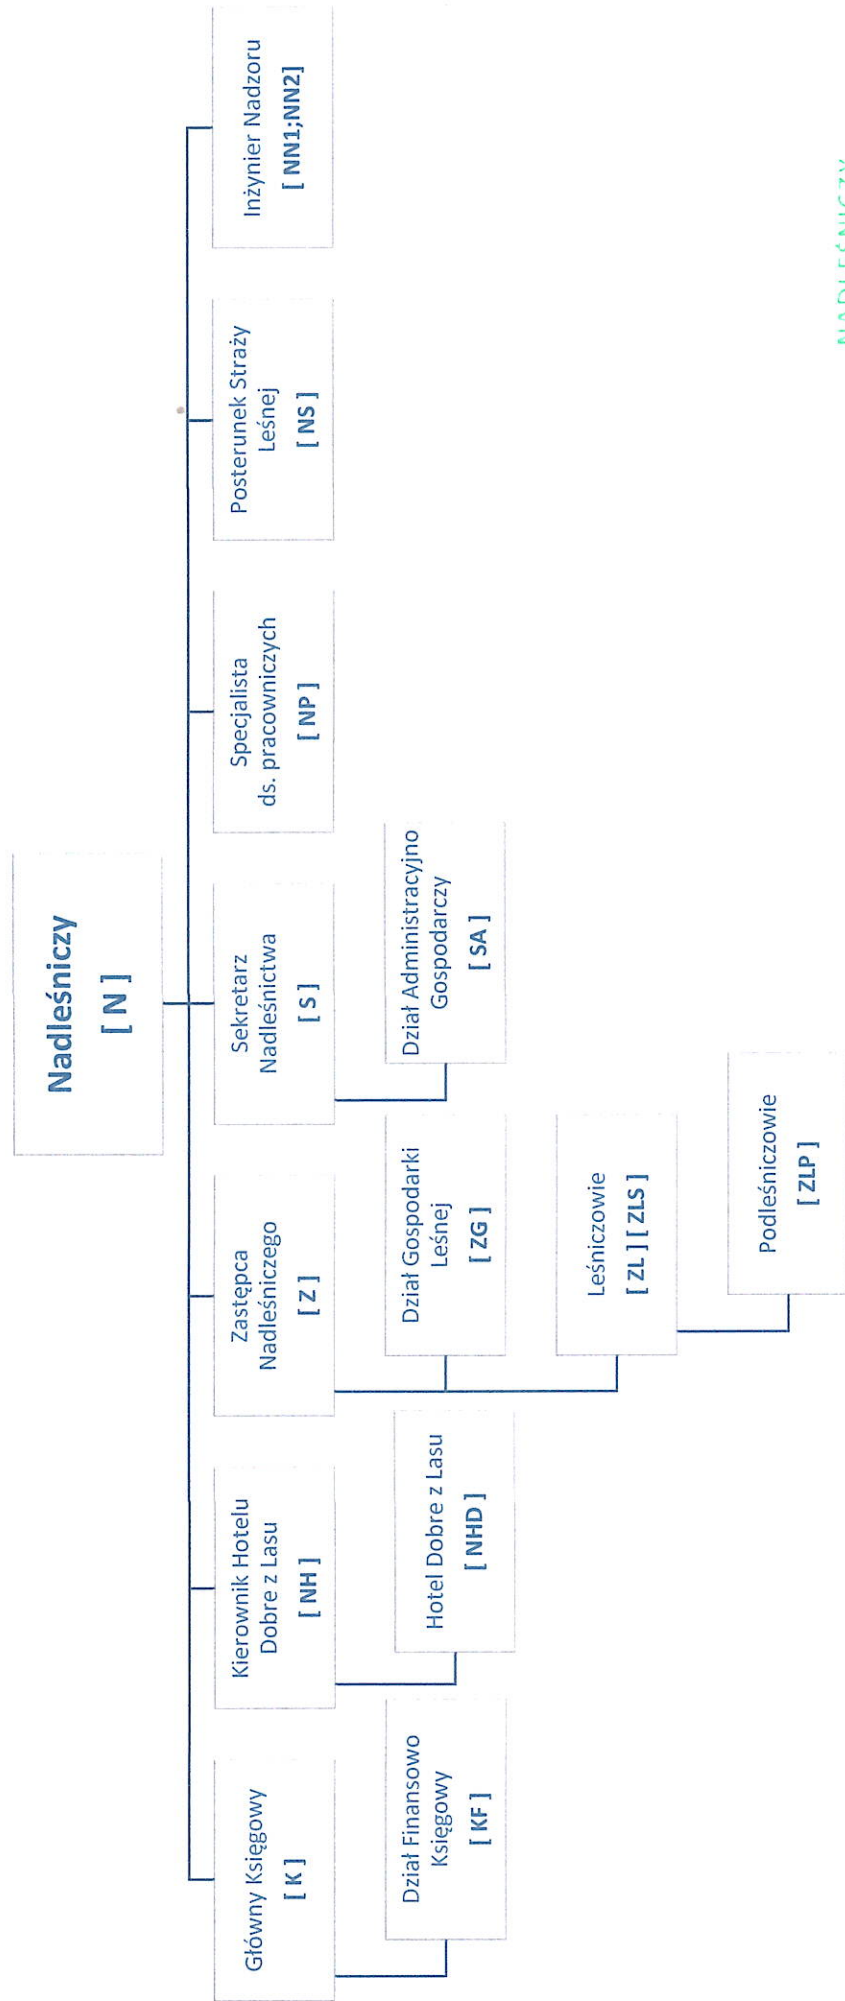 Nadleśniczy
[ N ]
Główny Księgowy
[ K ]
Kierownik Hotelu
Dobre z Lasu
[ NH ]
Zastępca
Nadleśniczego
[ Z ]
Sekretarz
Nadleśnictwa
[ S ]
Specjalista
ds. pracowniczych
[ NP ]
Posterunek Straży
Leśnej
[ NS ]
Inżynier Nadzoru
[ NN1;NN2]
Dział Finansowo
Księgowy
[ KF ]
Hotel Dobre z Lasu
[ NHD ]
Dział Gospodarki
Leśnej
[ ZG ]
Dział Administracyjno
Gospodarczy
[ SA ]
Leśniczowie
[ ZL ] [ ZLS ]
Podleśniczowie
[ ZLP ]
NADLEŚNICZY